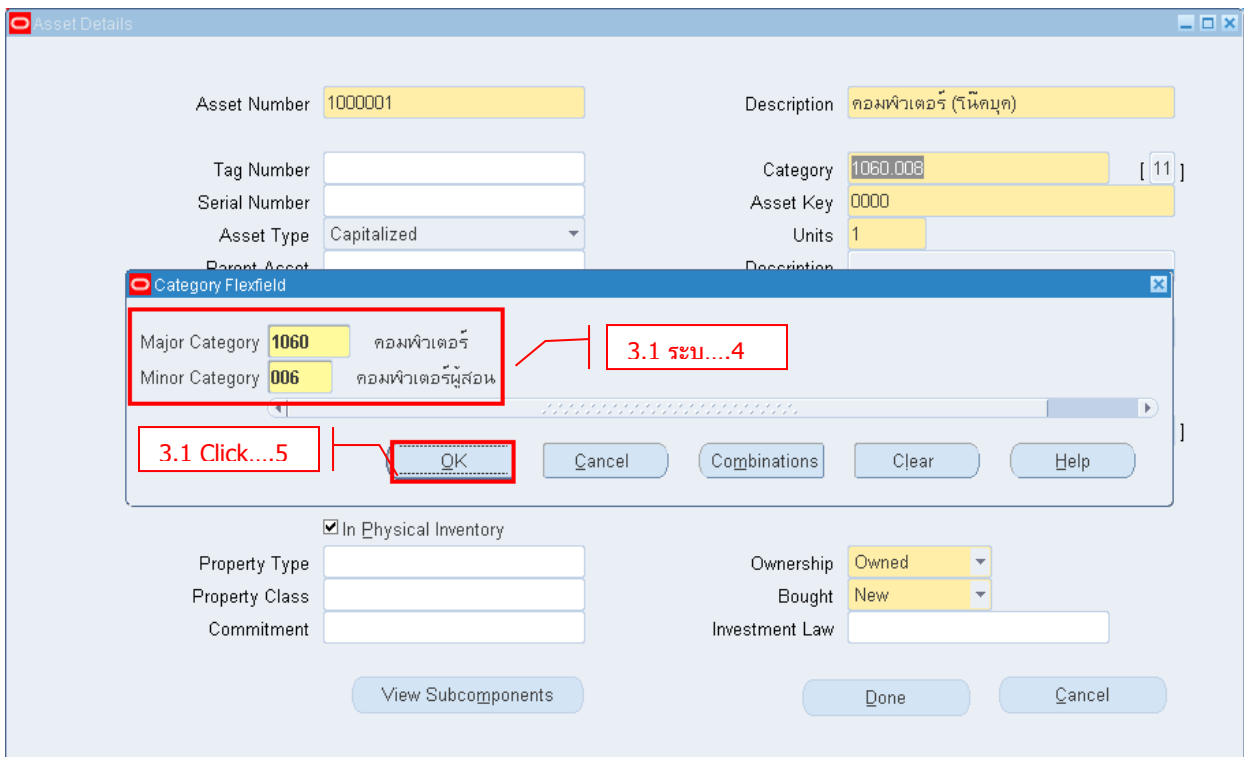 Asset Details
Asset Number 1000001 Description คอมพิวเตอร์ (โน๊ตบุค)
Tag Number Category 1060.008 [ 11 ]
Serial Number Asset Key 0000
Asset Type Capitalized Units 1
Parent Asset Description
Category Flexfield
Major Category 1060 คอมพิวเตอร์
3.1 ระบ....4
Minor Category 006 คอมพิวเตอร์ผู้สอน
3.1 Click....5
]
OK Cancel Combinations Clear Help
In Physical Inventory
Property Type Ownership Owned
Property Class Bought New
Commitment Investment Law
View Subcomponents Done Cancel